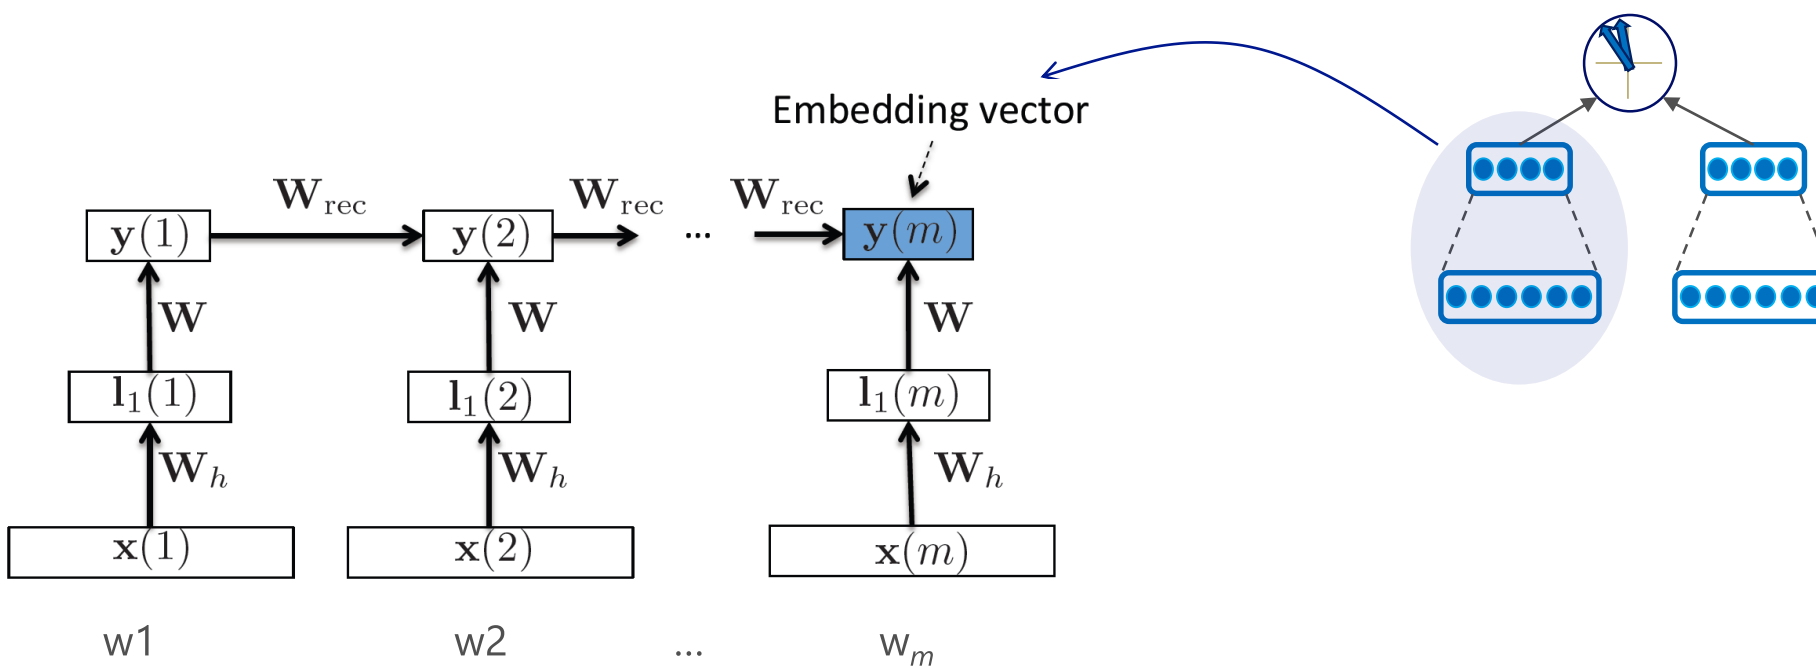 Embedding vector
W_rec W_rec W_rec
y(1) y(2) ... y(m)
W W W
l_1(1) l_1(2) l_1(m)
W_h W_h W_h
x(1) x(2) x(m)
w1 w2 ... w_m